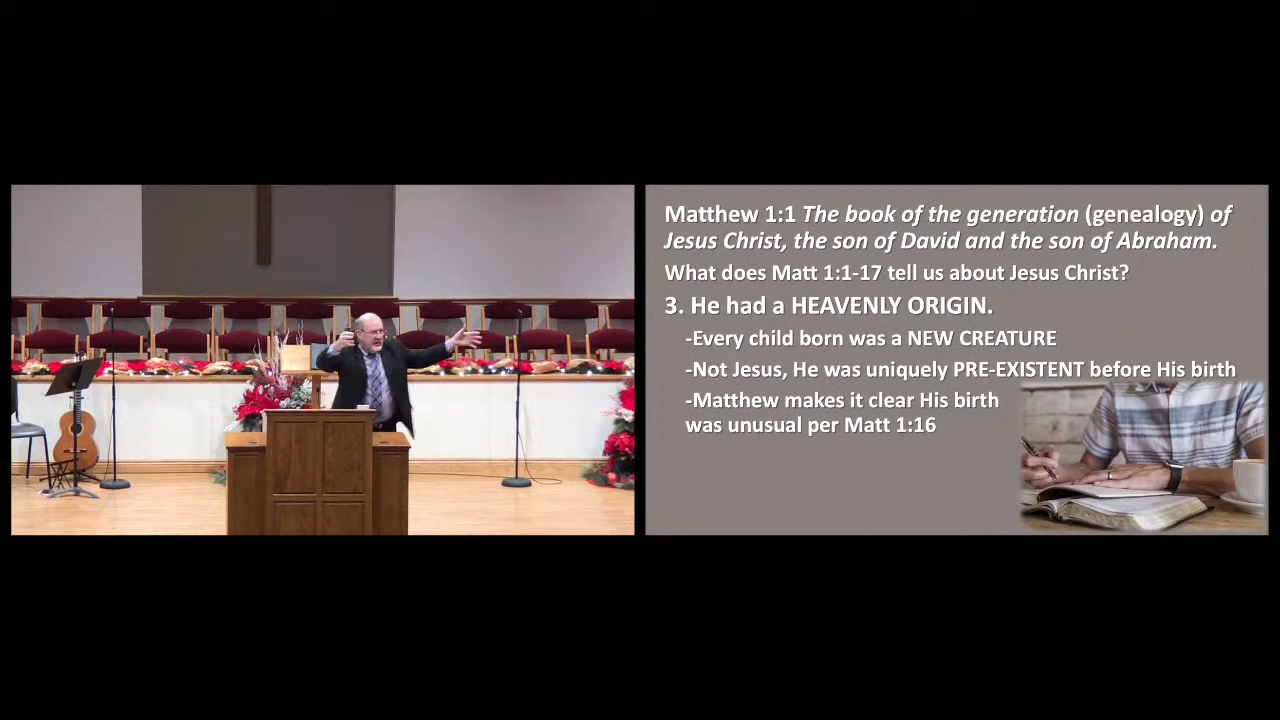 Matthew 1:1 The book of the generation (genealogy) of
Jesus Christ, the son of David and the son of Abraham.
What does Matt 1:1-17 tell us about Jesus Christ?
3. He had a HEAVENLY ORIGIN.
-Every child born was a NEW CREATURE
-Not Jesus, He was uniquely PRE-EXISTENT before His birth
-Matthew makes it clear His birth
was unusual per Matt 1:16